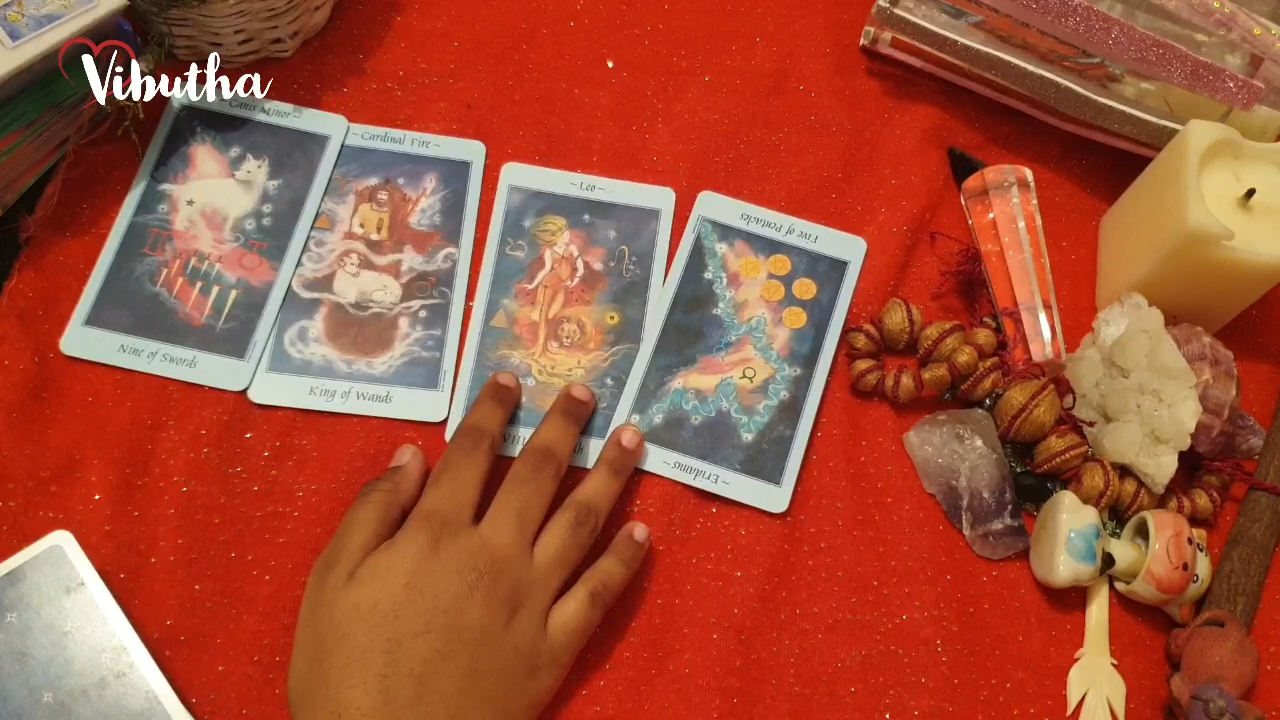 Vibutha
~ Canis Minor ~
Nine of Swords
~ Cardinal Fire ~
King of Wands
~ Leo ~
Five of Pentacles
~ Eridanus ~